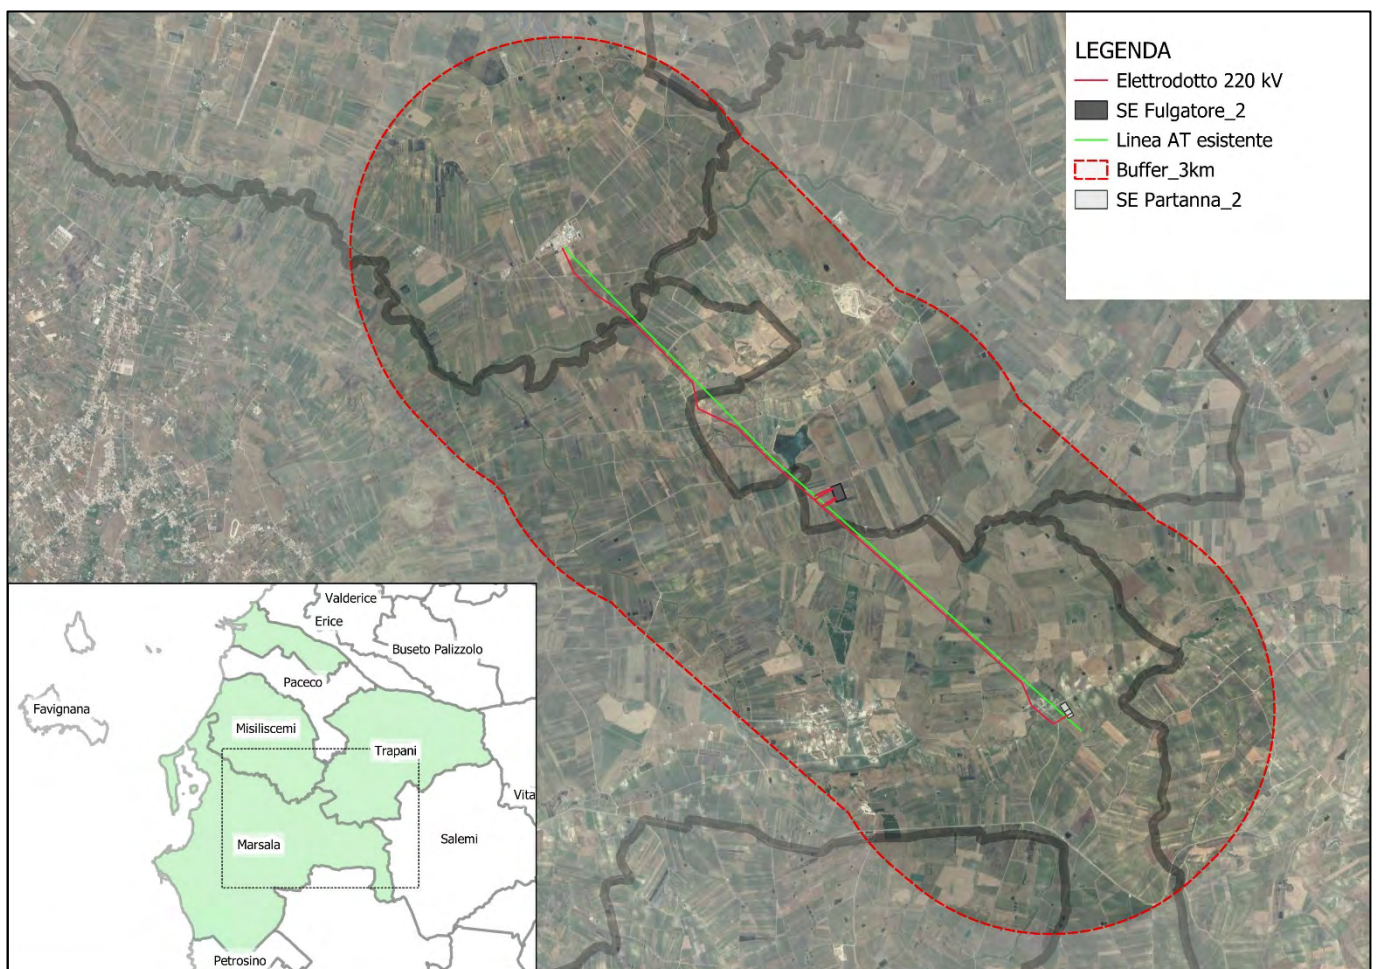 LEGENDA
Elettrodotto 220 kV
SE Fulgatore_2
Linea AT esistente
Buffer_3km
SE Partanna_2
Valderice
Erice
Buseto Palizzolo
Paceco
Favignana
Misiliscemi
Trapani
Vita
Salemi
Marsala
Petrosino